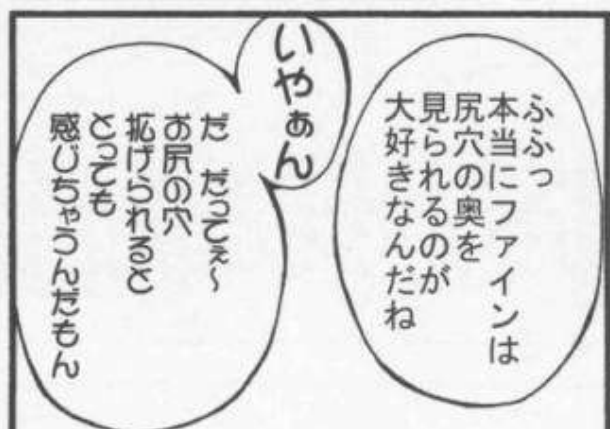 ふふっ
本当にファインは
尻穴の奥を
見られるのが
大好きなんだね
いやぁん
だ だってぇ〜
お尻の穴
拡げられると
とっても
感じちゃうんだもん